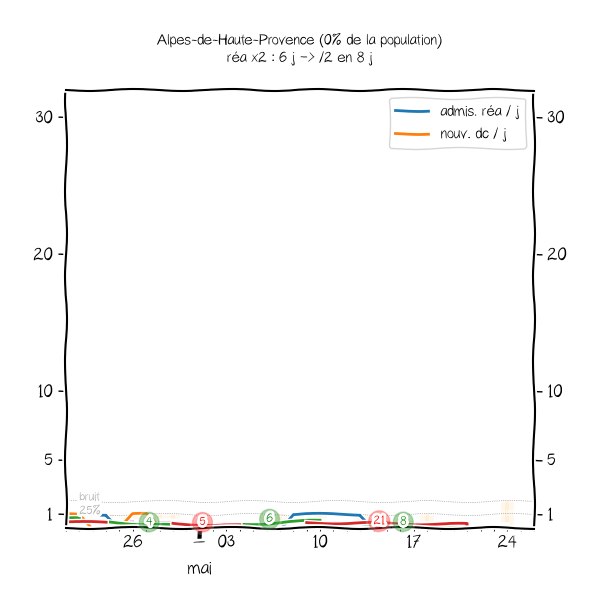 Alpes-de-Haute-Provence (0% de la population)
réa x2 : 6 j -> /2 en 8 j
admis. réa / j
nouv. dc / j
30 30
20 20
10 10
5 5
... bruit
25%
1 1
4 5 6 21 8
26 03 10 17 24
mai